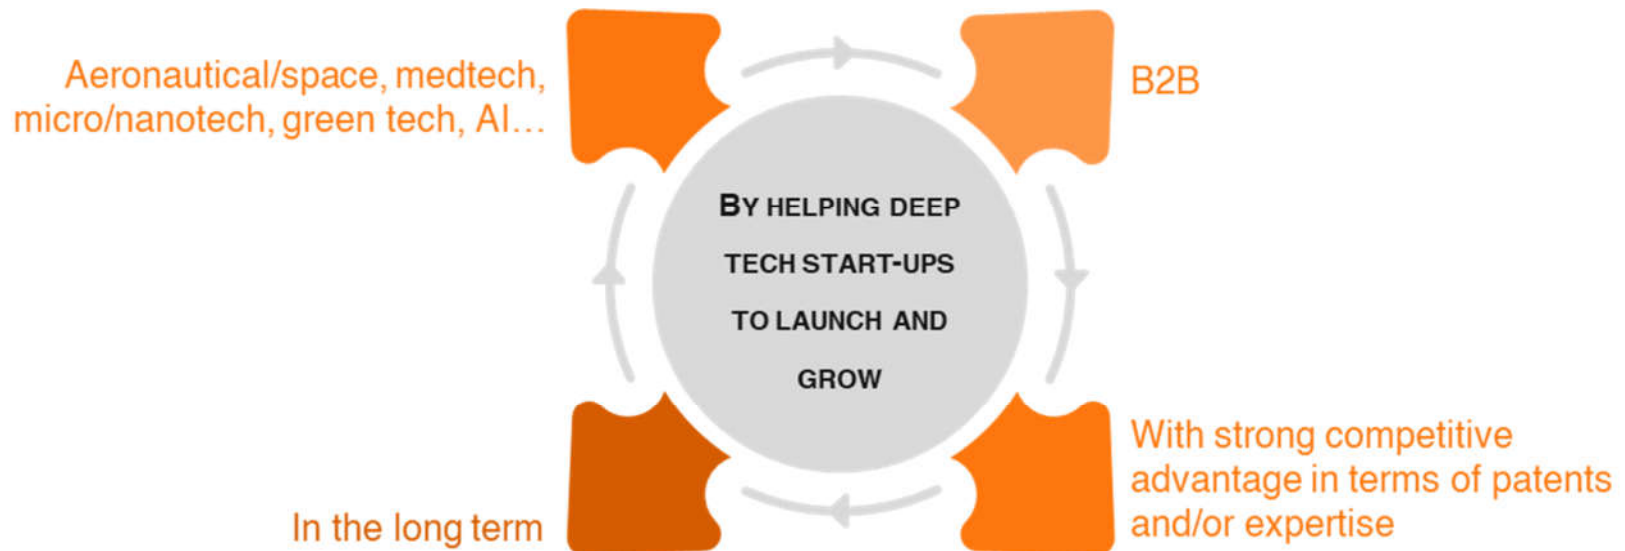 Aeronautical/space, medtech,
micro/nanotech, green tech, AI...
B2B
BY HELPING DEEP
TECH START-UPS
TO LAUNCH AND
GROW
With strong competitive
advantage in terms of patents
and/or expertise
In the long term